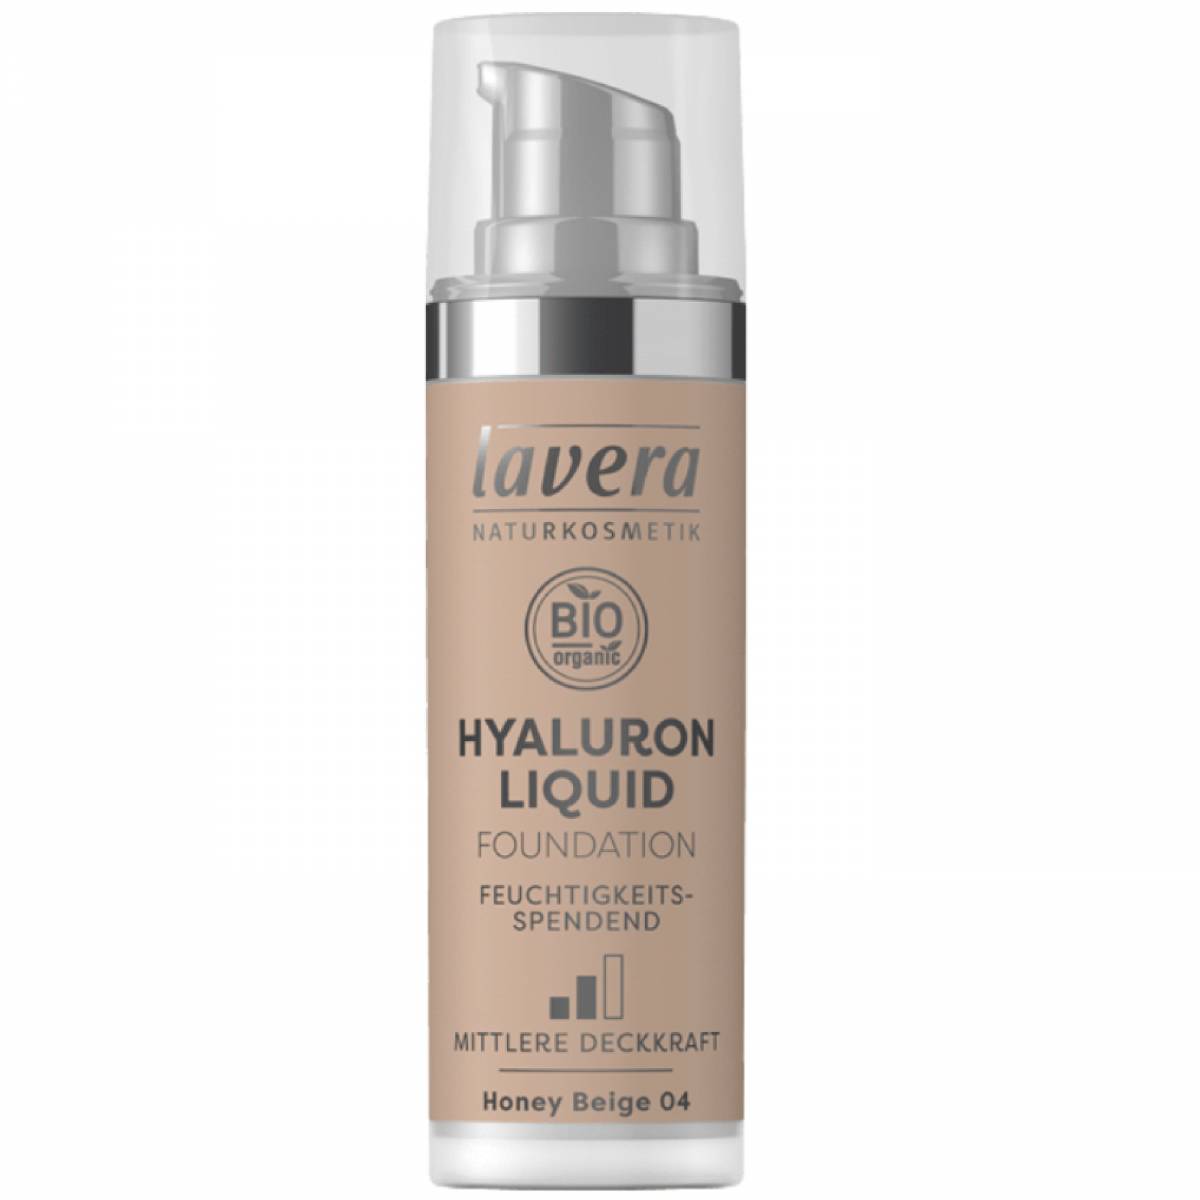 lavera
NATURKOSMETIK
BIO
organic
HYALURON
LIQUID
FOUNDATION
FEUCHTIGKEITS-
SPENDEND
MITTLERE DECKKRAFT
Honey Beige 04